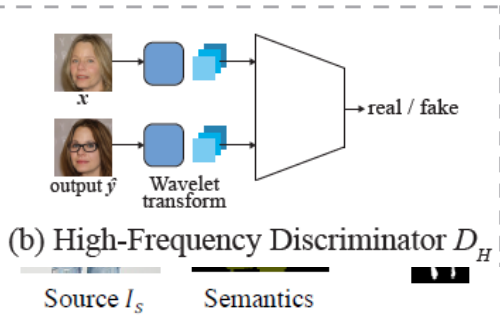 x
real / fake
output ŷ
Wavelet
transform
(b) High-Frequency Discriminator D_H
Source I_S
Semantics